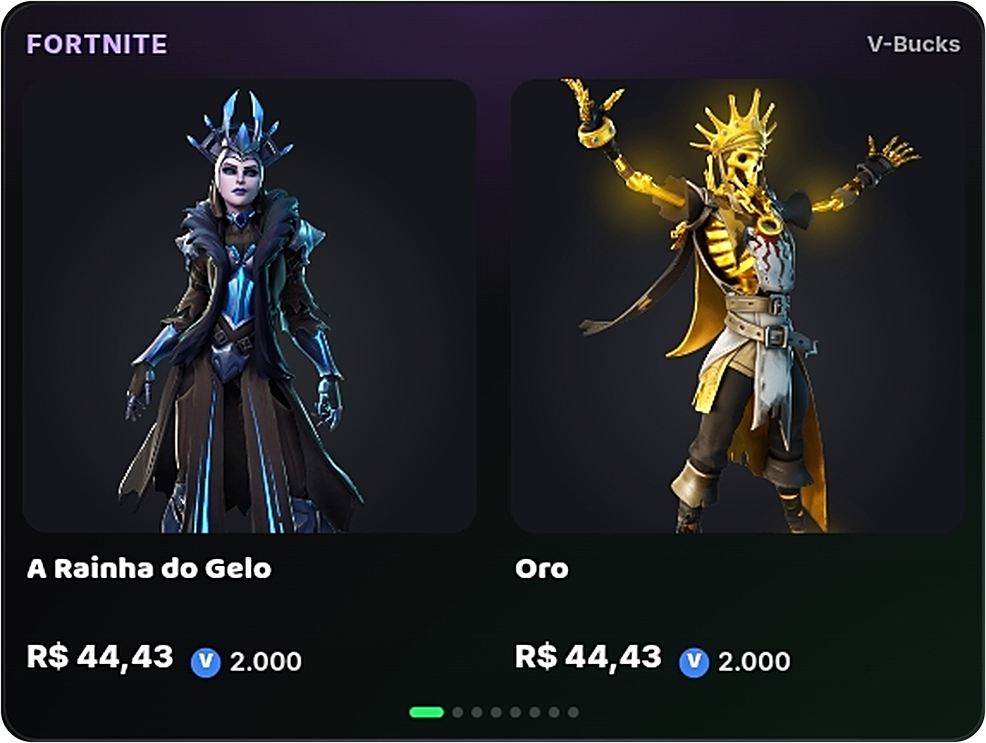 FORTNITE
V-Bucks
A Rainha do Gelo
Oro
R$ 44,43 V 2.000
R$ 44,43 V 2.000